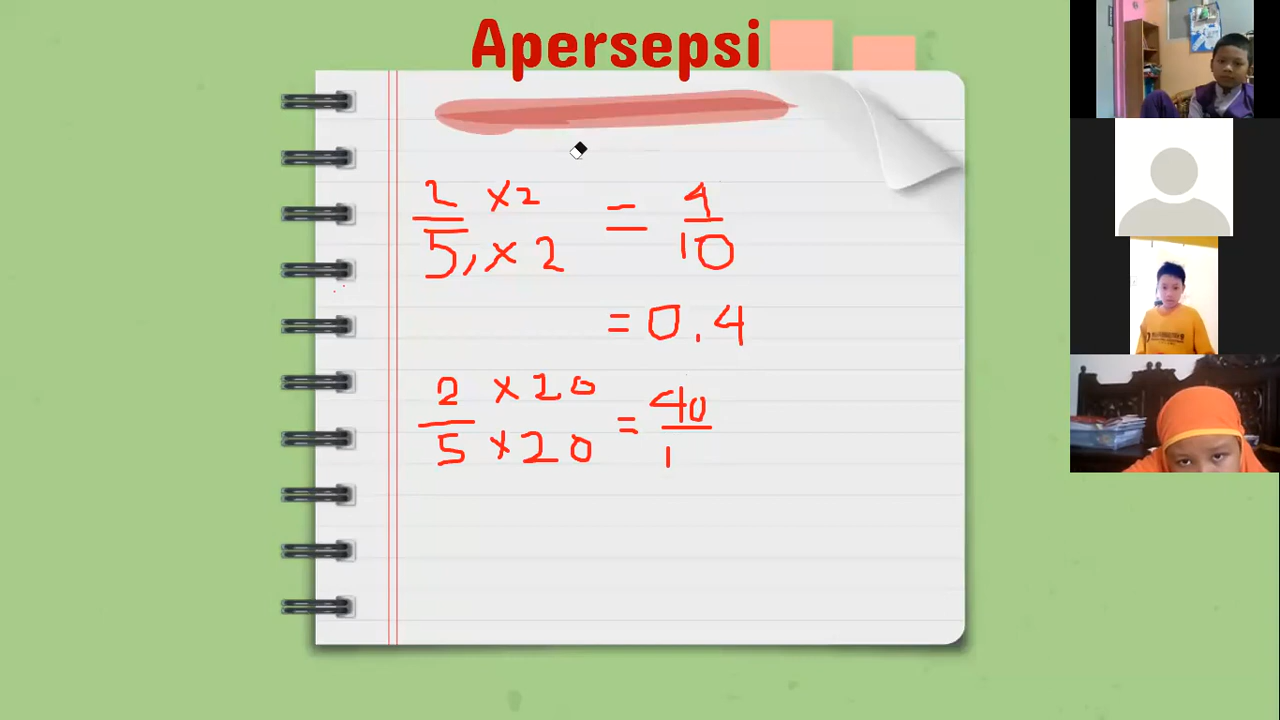 Apersepsi
2 ×2 = 4
5, × 2 10
= 0.4
2 × 20 = 40
5 × 20 1